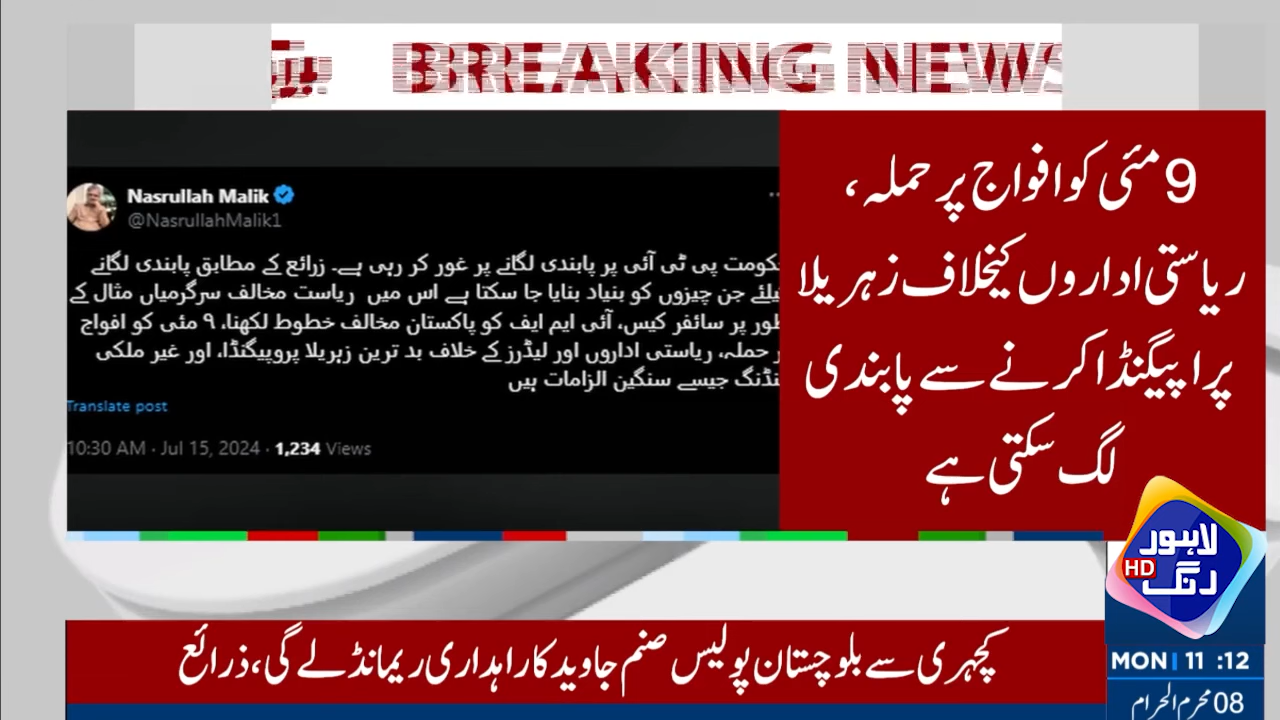 BREAKING NEWS
Nasrullah Malik
@NasrullahMalik1
کومت پی ٹی آئی پر پابندی لگانے پر غور کر رہی ہے۔ زرائع کے مطابق پابندی لگانے
یلئے جن چیزوں کو بنیاد بنایا جا سکتا ہے اس میں ریاست مخالف سرگرمیاں مثال کے
طور پر سائفر کیس، آئی ایم ایف کو پاکستان مخالف خطوط لکھنا، ۹ مئی کو افواج
ر حملہ، ریاستی اداروں اور لیڈرز کے خلاف بد ترین زہریلا پروپیگنڈا، اور غیر ملکی
نڈنگ جیسے سنگین الزامات ہیں
Translate post
10:30 AM · Jul 15, 2024 · 1,234 Views
9 مئی کو افواج پر حملہ،
ریاستی اداروں کیخلاف زہریلا
پراپیگنڈا کرنے سے پابندی
لگ سکتی ہے
لاہور
رنگ
HD
کچہری سے بلوچستان پولیس صنم جاوید کا راہداری ریمانڈ لے گی، ذرائع
MON 11 :12
08 محرم الحرام